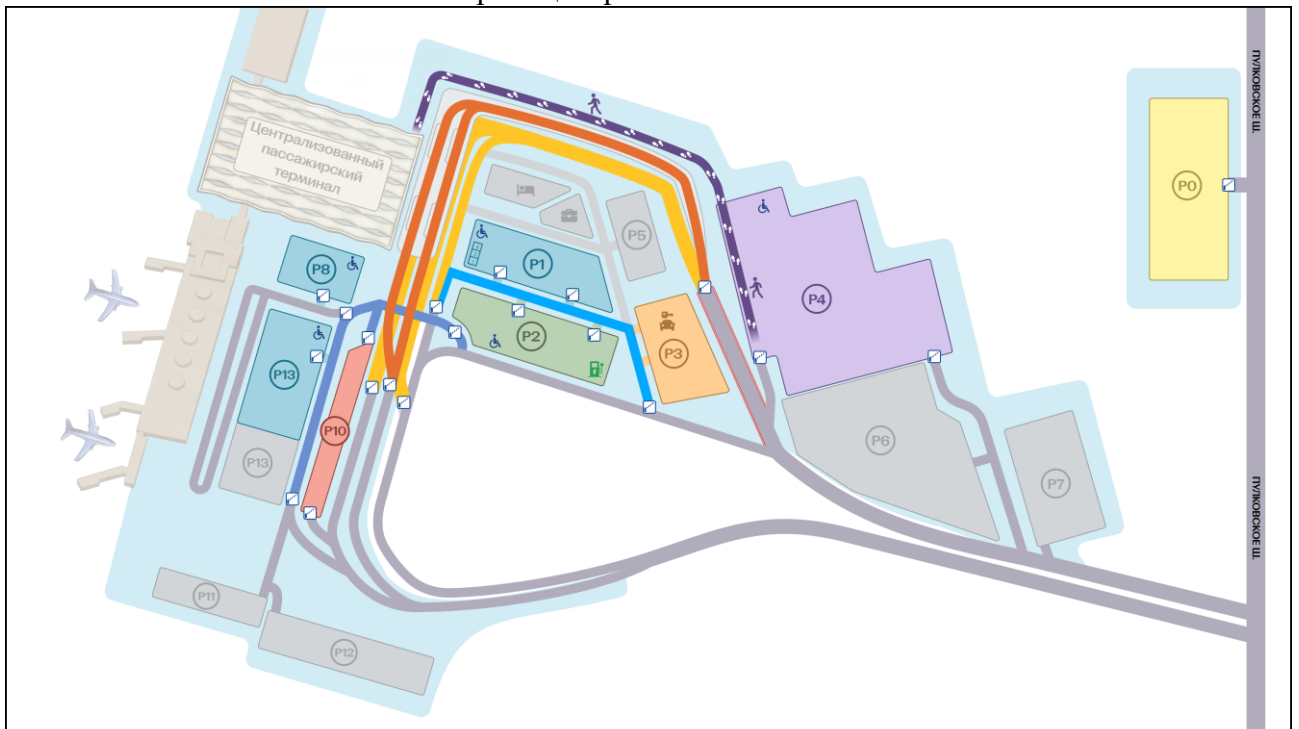 ПУЛКОВСКОЕ Ш.
Централизованный
пассажирский
терминал
P0
P5
P1
P8
P4
P2
P3
P13
P10
P6
P13
P7
ПУЛКОВСКОЕ Ш.
P11
P12